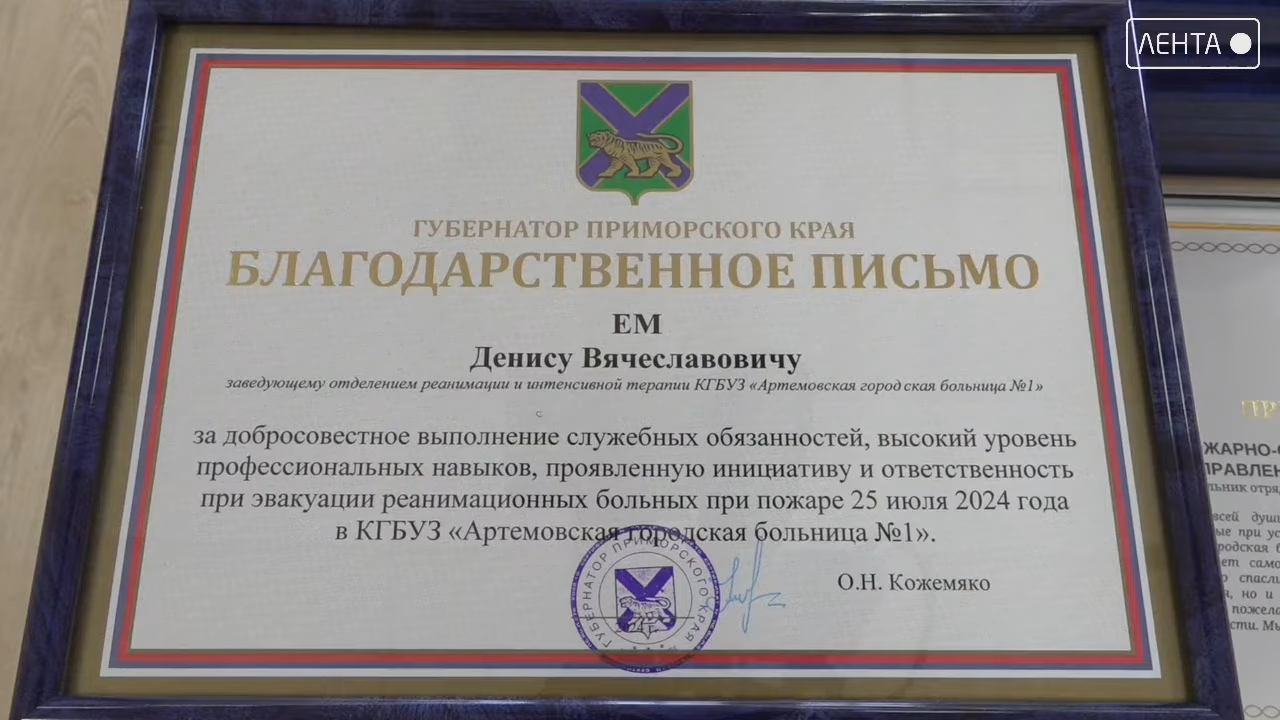 ЛЕНТА
ГУБЕРНАТОР ПРИМОРСКОГО КРАЯ
БЛАГОДАРСТВЕННОЕ ПИСЬМО
ЕМ
Денису Вячеславовичу
заведующему отделением реанимации и интенсивной терапии КГБУЗ «Артемовская город ская больница №1»
за добросовестное выполнение служебных обязанностей, высокий уровень
профессиональных навыков, проявленную инициативу и ответственность
при эвакуации реанимационных больных при пожаре 25 июля 2024 года
в КГБУЗ «Артемовская городская больница №1».
О.Н. Кожемяко
ГУБЕРНАТОР ПРИМОРСКОГО КРАЯ